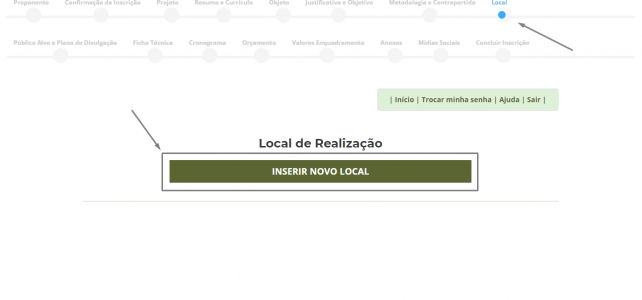 Proponente Confirmação da Inscrição Projeto Resumo e Currículo Objeto Justificativa e Objetivo Metodologia e Contrapartida Local
Público Alvo e Plano de Divulgação Ficha Técnica Cronograma Orçamento Valores Enquadramento Anexos Mídias Sociais Concluir Inscrição
| Início | Trocar minha senha | Ajuda | Sair |
Local de Realização
INSERIR NOVO LOCAL